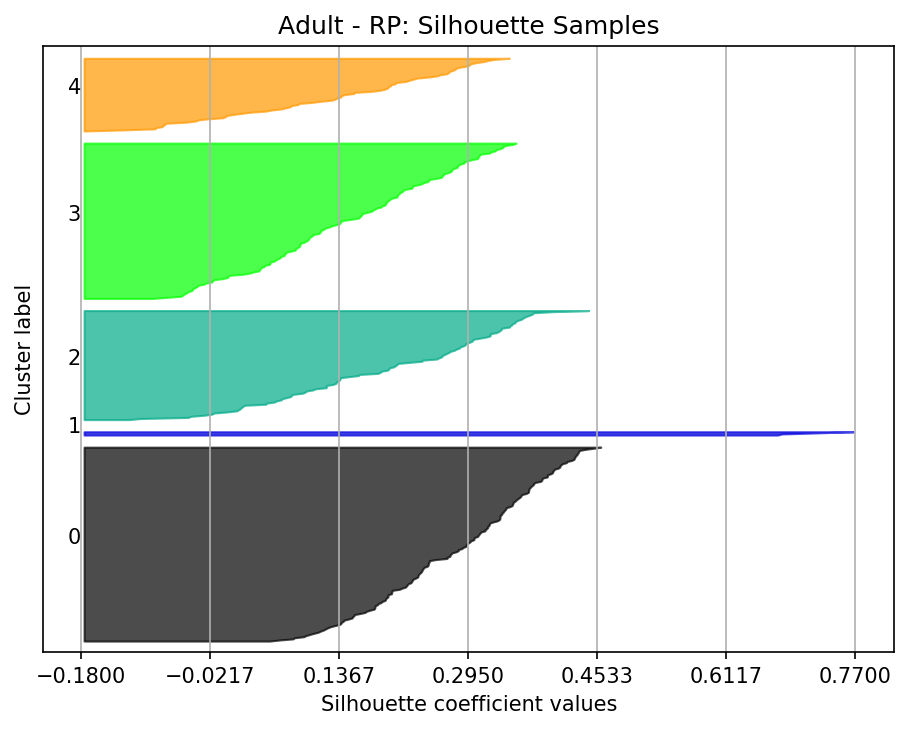 Adult - RP: Silhouette Samples
4
3
2
1
0
Cluster label
−0.1800 −0.0217 0.1367 0.2950 0.4533 0.6117 0.7700
Silhouette coefficient values